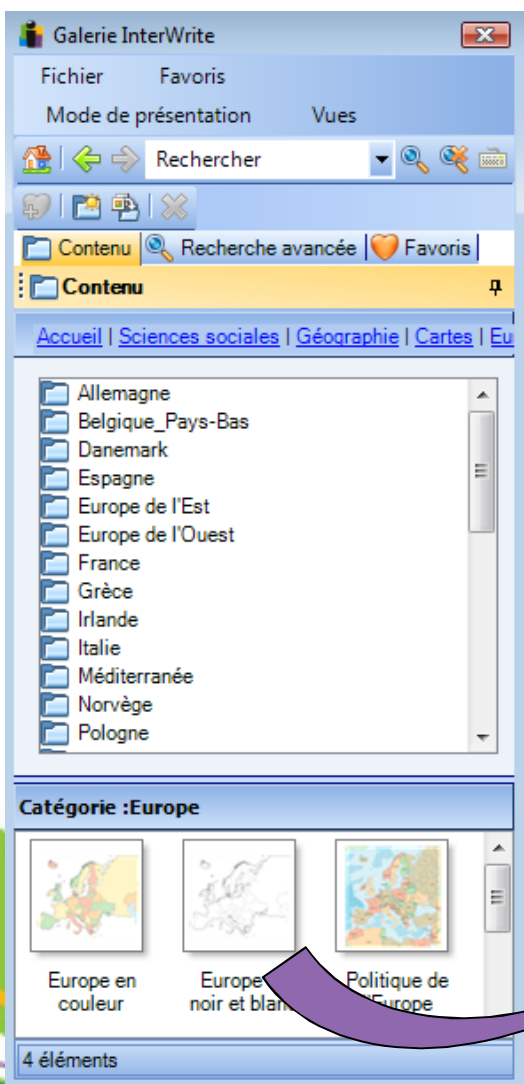 Galerie InterWrite
Fichier Favoris
Mode de présentation Vues
Rechercher
Contenu Recherche avancée Favoris
Contenu
Accueil | Sciences sociales | Géographie | Cartes | Eu
Allemagne
Belgique_Pays-Bas
Danemark
Espagne
Europe de l'Est
Europe de l'Ouest
France
Grèce
Irlande
Italie
Méditerranée
Norvège
Pologne
Catégorie :Europe
Europe en
couleur
Europe
noir et blanc
Politique de
l'Europe
4 éléments